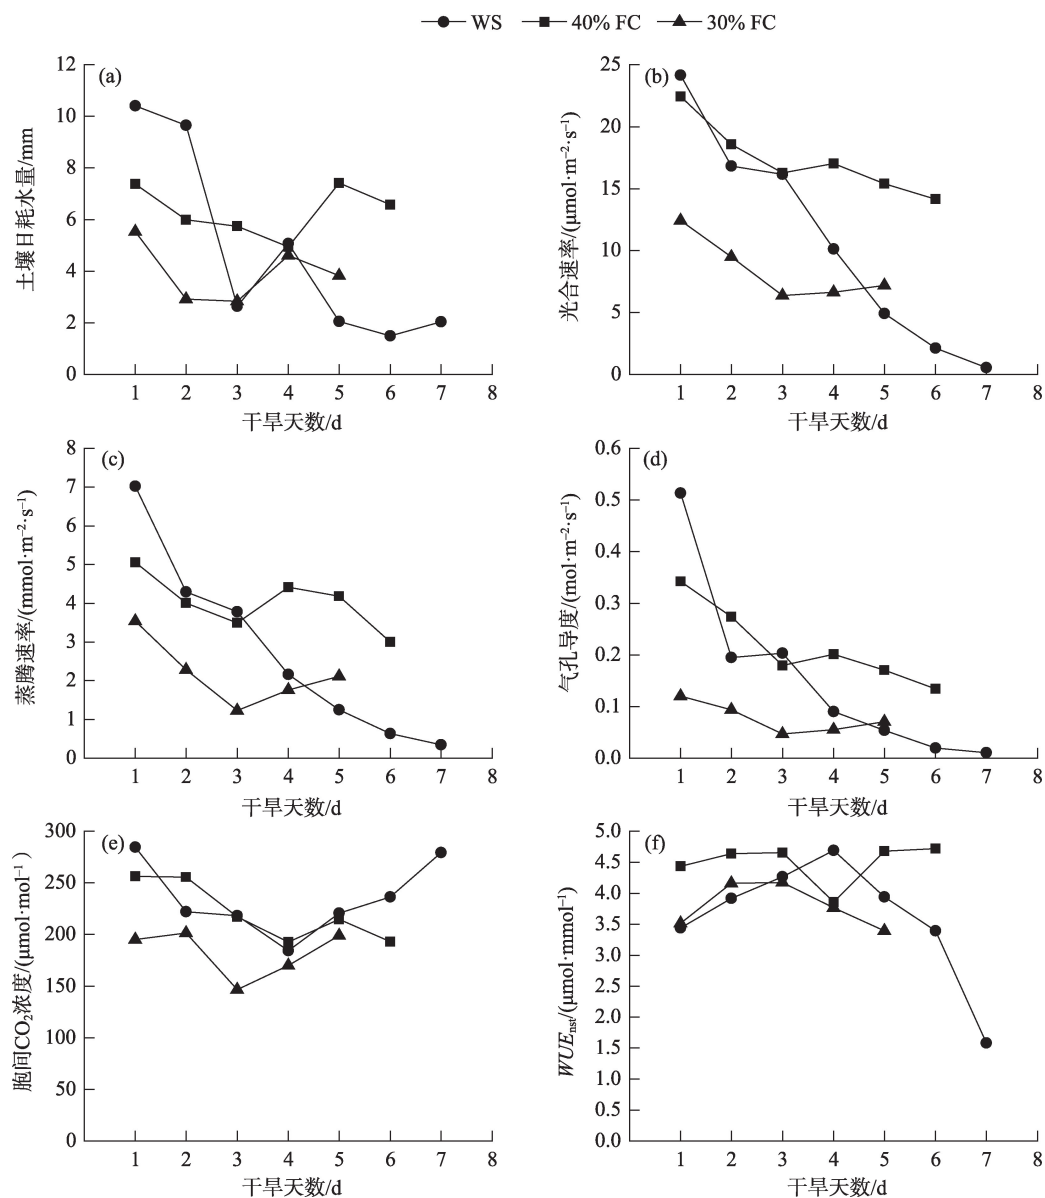 WS 40% FC 30% FC
(a)
土壤日耗水量/mm
12
10
8
6
4
2
0
1 2 3 4 5 6 7 8
干旱天数/d
(b)
光合速率/(μmol·m⁻²·s⁻¹)
25
20
15
10
5
0
1 2 3 4 5 6 7 8
干旱天数/d
(c)
蒸腾速率/(mmol·m⁻²·s⁻¹)
8
7
6
5
4
3
2
1
0
1 2 3 4 5 6 7 8
干旱天数/d
(d)
气孔导度/(mol·m⁻²·s⁻¹)
0.6
0.5
0.4
0.3
0.2
0.1
0.0
1 2 3 4 5 6 7 8
干旱天数/d
(e)
胞间CO₂浓度/(μmol·mol⁻¹)
300
250
200
150
100
50
0
1 2 3 4 5 6 7 8
干旱天数/d
(f)
WUEnst/(μmol·mmol⁻¹)
5.0
4.5
4.0
3.5
3.0
2.5
2.0
1.5
1.0
0.5
0.0
1 2 3 4 5 6 7 8
干旱天数/d